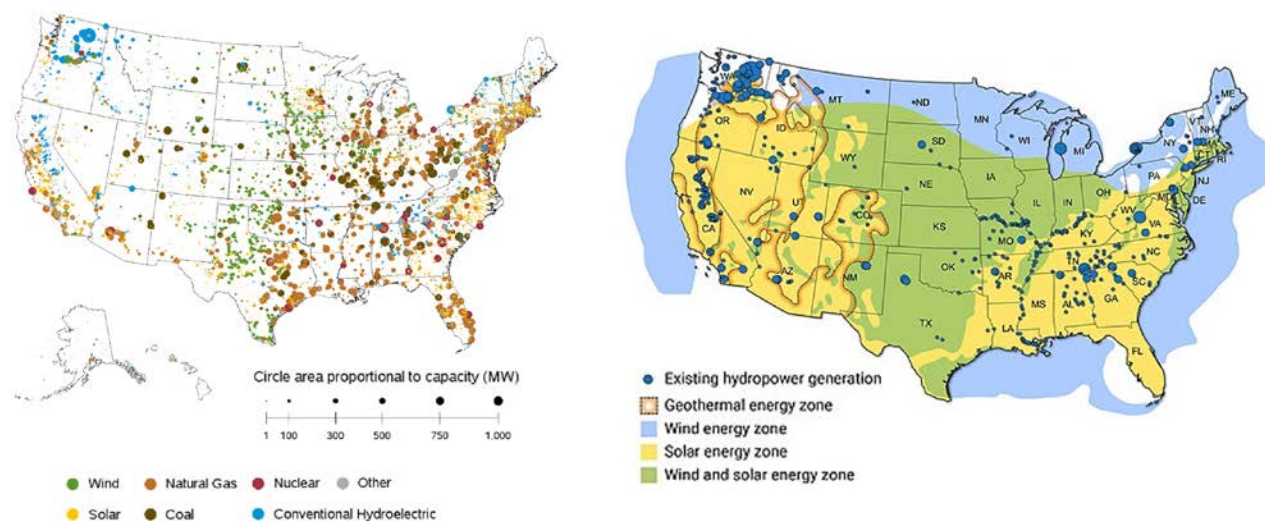 Circle area proportional to capacity (MW)
1 100 300 500 750 1,000
Wind Natural Gas Nuclear Other
Solar Coal Conventional Hydroelectric
WA
MT
ND
MN
ME
OR
ID
SD
WI
MI
VT
NH
NY
MA
CT
RI
WY
NE
IA
PA
NJ
NV
UT
CO
IL
IN
OH
MD
DE
CA
KS
MO
KY
WV
VA
AZ
NM
OK
AR
TN
NC
SC
TX
LA
MS
AL
GA
FL
Existing hydropower generation
Geothermal energy zone
Wind energy zone
Solar energy zone
Wind and solar energy zone